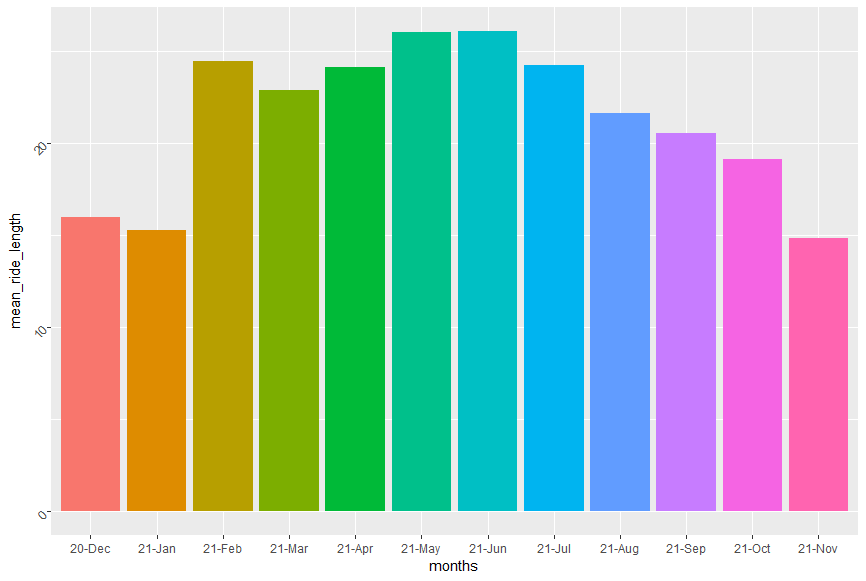 mean_ride_length
20
10
0
20-Dec 21-Jan 21-Feb 21-Mar 21-Apr 21-May 21-Jun 21-Jul 21-Aug 21-Sep 21-Oct 21-Nov
months